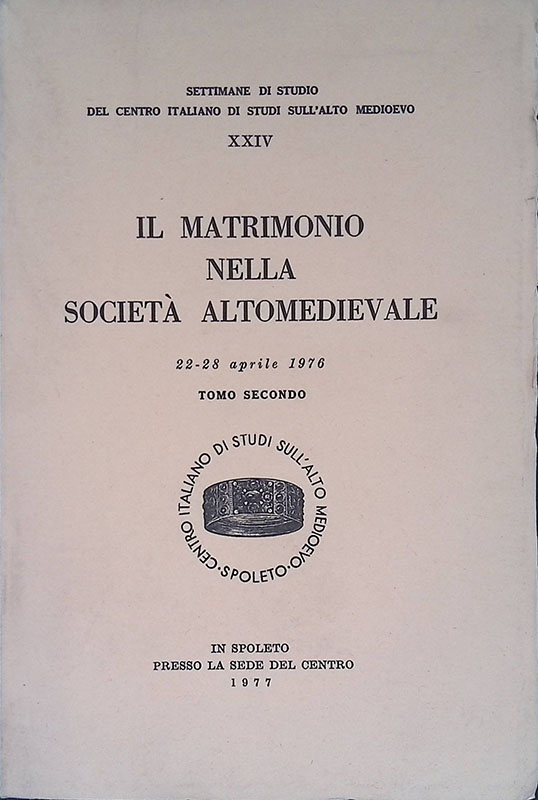 SETTIMANE DI STUDIO
DEL CENTRO ITALIANO DI STUDI SULL'ALTO MEDIOEVO
XXIV
IL MATRIMONIO
NELLA
SOCIETÀ ALTOMEDIEVALE
22-28 aprile 1976
TOMO SECONDO
CENTRO ITALIANO DI STUDI SULL'ALTO MEDIOEVO · SPOLETO ·
IN SPOLETO
PRESSO LA SEDE DEL CENTRO
1977